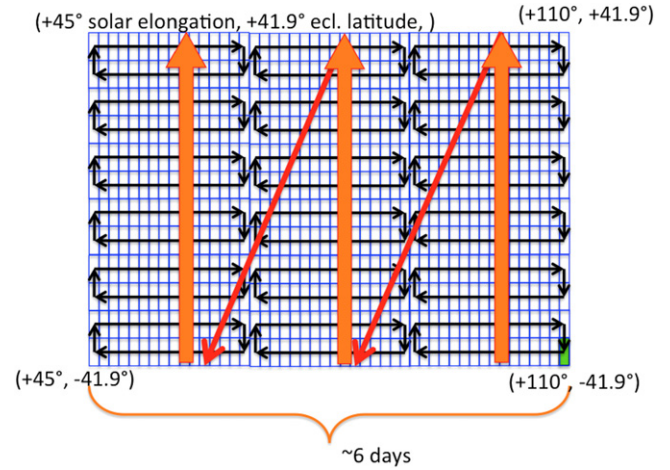 (+45° solar elongation, +41.9° ecl. latitude, )
(+110°, +41.9°)
(+45°, -41.9°)
(+110°, -41.9°)
~6 days